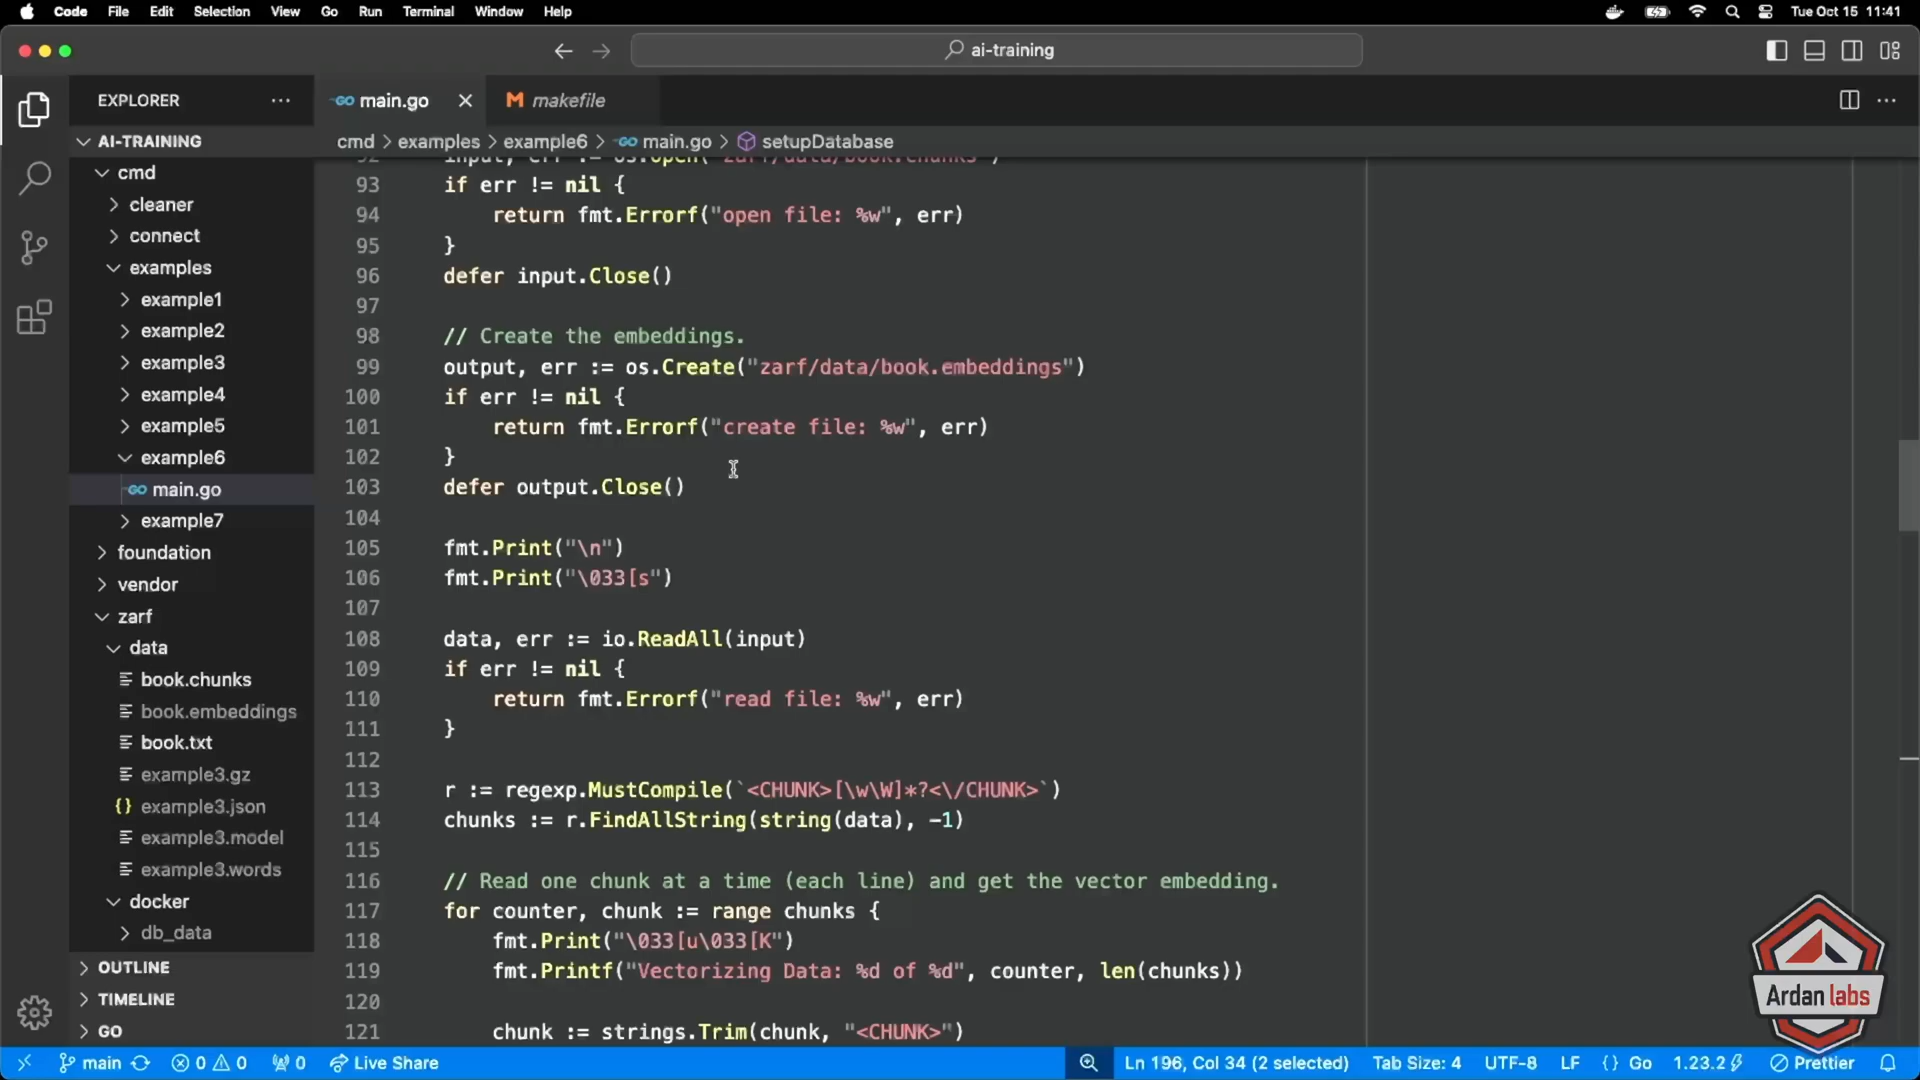 Code File Edit Selection View Go Run Terminal Window Help Tue Oct 15 11:41
ai-training
EXPLORER
main.go makefile
AI-TRAINING
cmd > examples > example6 > main.go > setupDatabase
cmd
cleaner
connect
examples
example1
example2
example3
example4
example5
example6
main.go
example7
foundation
vendor
zarf
data
book.chunks
book.embeddings
book.txt
example3.gz
{} example3.json
example3.model
example3.words
docker
db_data
OUTLINE
TIMELINE
GO
92 input, err := os.Open("zarf/data/book.chunks")
93 if err != nil {
94 return fmt.Errorf("open file: %w", err)
95 }
96 defer input.Close()
97
98 // Create the embeddings.
99 output, err := os.Create("zarf/data/book.embeddings")
100 if err != nil {
101 return fmt.Errorf("create file: %w", err)
102 }
103 defer output.Close()
104
105 fmt.Print("\n")
106 fmt.Print("\033[s")
107
108 data, err := io.ReadAll(input)
109 if err != nil {
110 return fmt.Errorf("read file: %w", err)
111 }
112
113 r := regexp.MustCompile(`<CHUNK>[\w\W]*?<\/CHUNK>`)
114 chunks := r.FindAllString(string(data), -1)
115
116 // Read one chunk at a time (each line) and get the vector embedding.
117 for counter, chunk := range chunks {
118 fmt.Print("\033[u\033[K")
119 fmt.Printf("Vectorizing Data: %d of %d", counter, len(chunks))
120
121 chunk := strings.Trim(chunk, "<CHUNK>")
Ardan labs
main 0 0 0 Live Share Ln 196, Col 34 (2 selected) Tab Size: 4 UTF-8 LF {} Go 1.23.2 Prettier